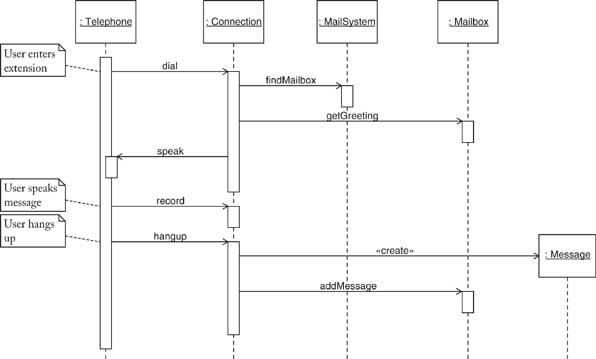 : Telephone
: Connection
: MailSystem
: Mailbox
User enters
extension
dial
findMailbox
getGreeting
speak
User speaks
message
record
User hangs
up
hangup
«create»
: Message
addMessage